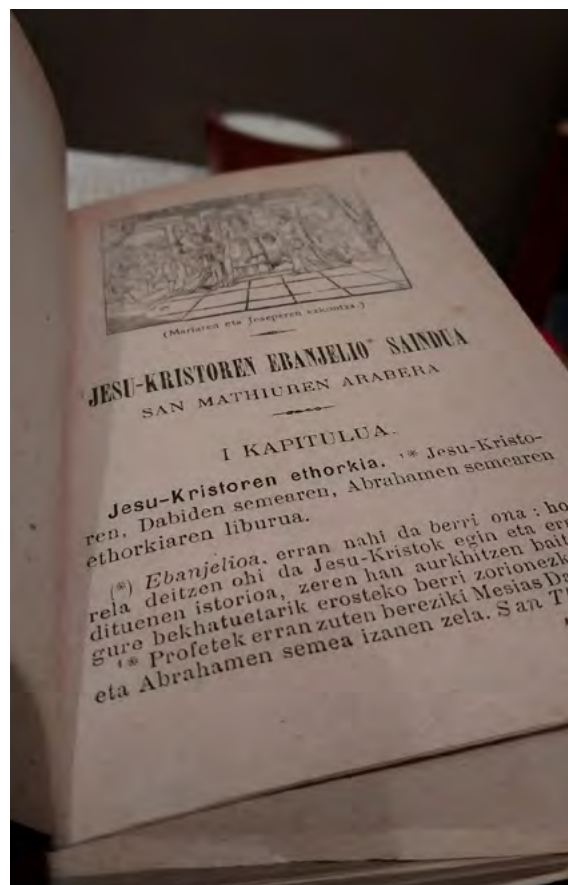 (Mariaren eta Joseparen ezkontza.)
JESU-KRISTOREN EBANJELIO* SAINDUA
SAN MATHIUREN ARABERA
I KAPITULUA.
Jesu-Kristoren ethorkia. ¹* Jesu-Kristo-
ren, Dabiden semearen, Abrahamen semearen
ethorkiaren liburua.
(*) Ebanjelioa, erran nahi da berri ona : ho
rela deitzen ohi da Jesu-Kristok egin eta err
dituenen istorioa, zeren han aurkhitzen bait
gure bekhatuetarik erosteko berri zorionezk
¹* Profetek erran zuten bereziki Mesias Da
eta Abrahamen semea izanen zela. San T